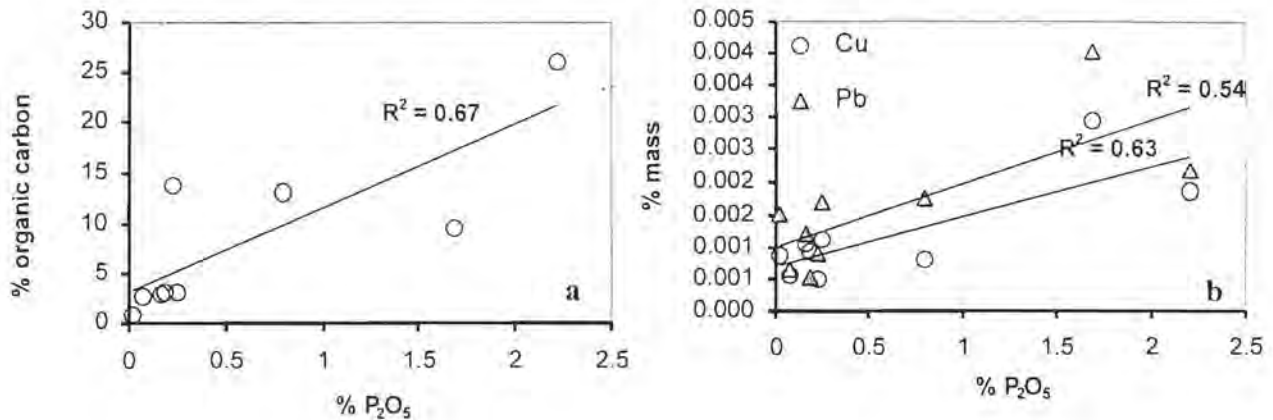 30
25
20
15
10
5
0
% organic carbon
R² = 0.67
a
0 0.5 1 1.5 2 2.5
% P₂O₅
0.005
0.004
0.004
0.003
0.003
0.002
0.002
0.001
0.001
0.000
% mass
Cu
Pb
R² = 0.54
R² = 0.63
b
0 0.5 1 1.5 2 2.5
% P₂O₅